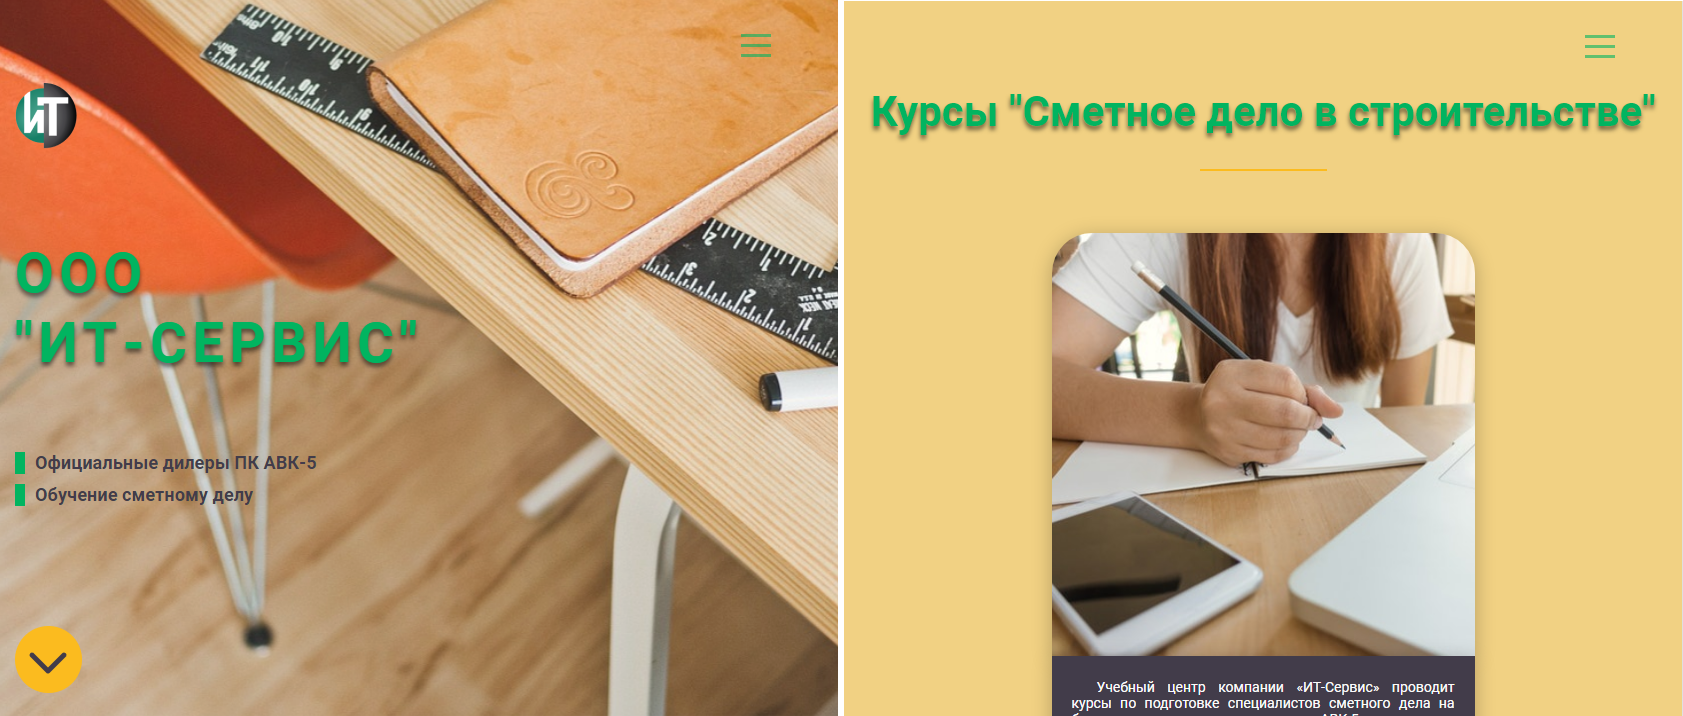 ИТ
ООО
"ИТ-СЕРВИС"
Официальные дилеры ПК АВК-5
Обучение сметному делу
Курсы "Сметное дело в строительстве"
Учебный центр компании «ИТ-Сервис» проводит
курсы по подготовке специалистов сметного дела на